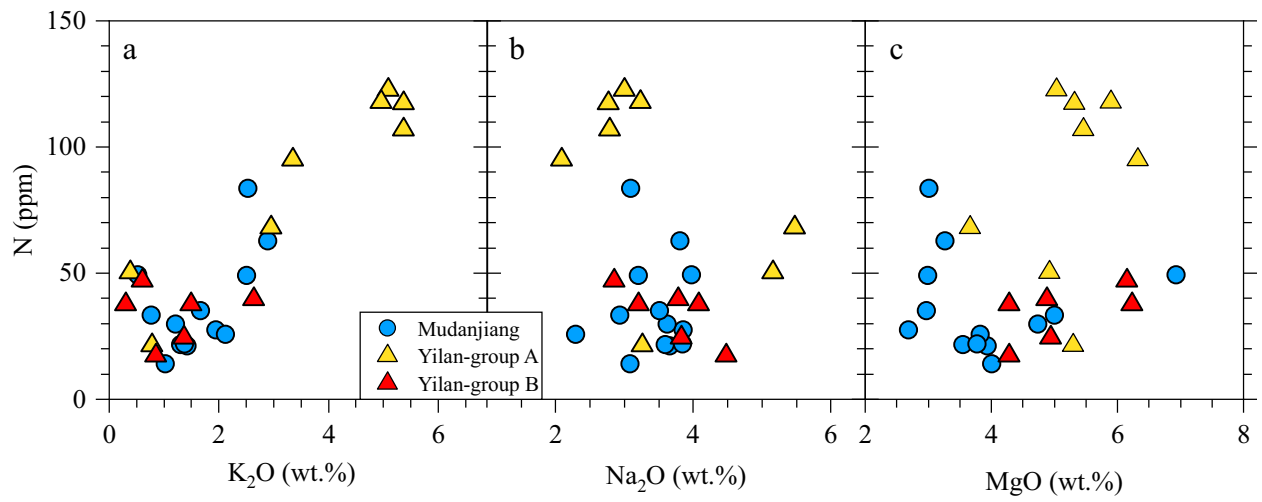 150
100
50
0
N (ppm)
a
b
c
Mudanjiang
Yilan-group A
Yilan-group B
0 2 4 6
2 4 6
2 4 6 8
K₂O (wt.%)
Na₂O (wt.%)
MgO (wt.%)